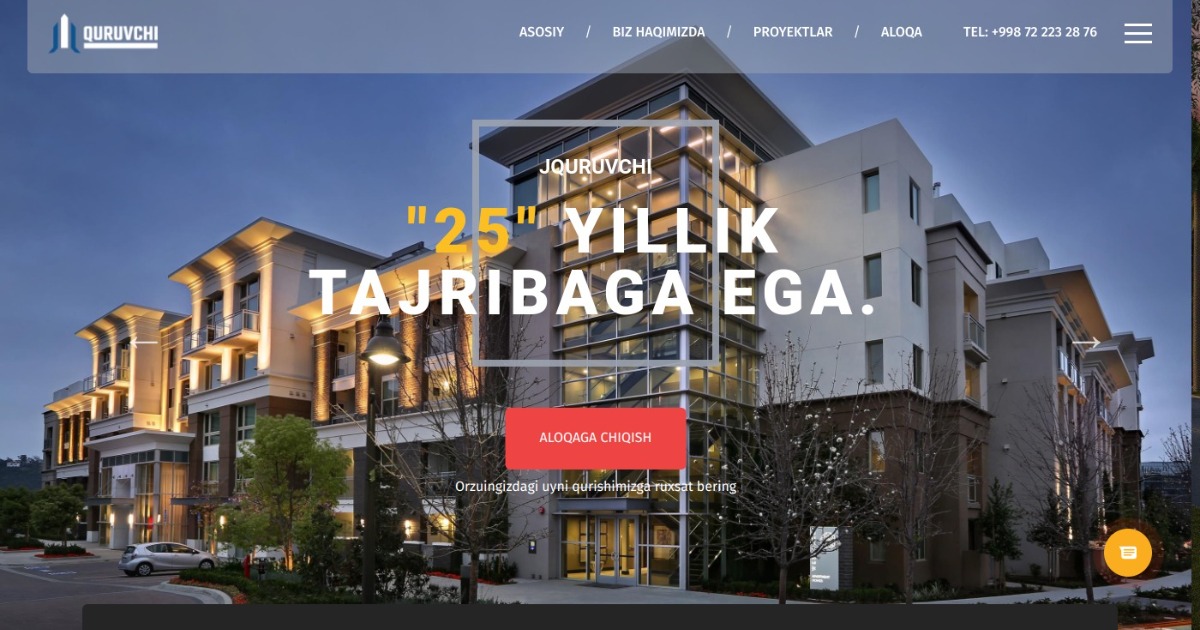 QURUVCHI
ASOSIY / BIZ HAQIMIZDA / PROYEKTLAR / ALOQA TEL: +998 72 223 28 76
JQURUVCHI
"25" YILLIK
TAJRIBAGA EGA.
ALOQAGA CHIQISH
Orzuingizdagi uyni qurishimizga ruxsat bering